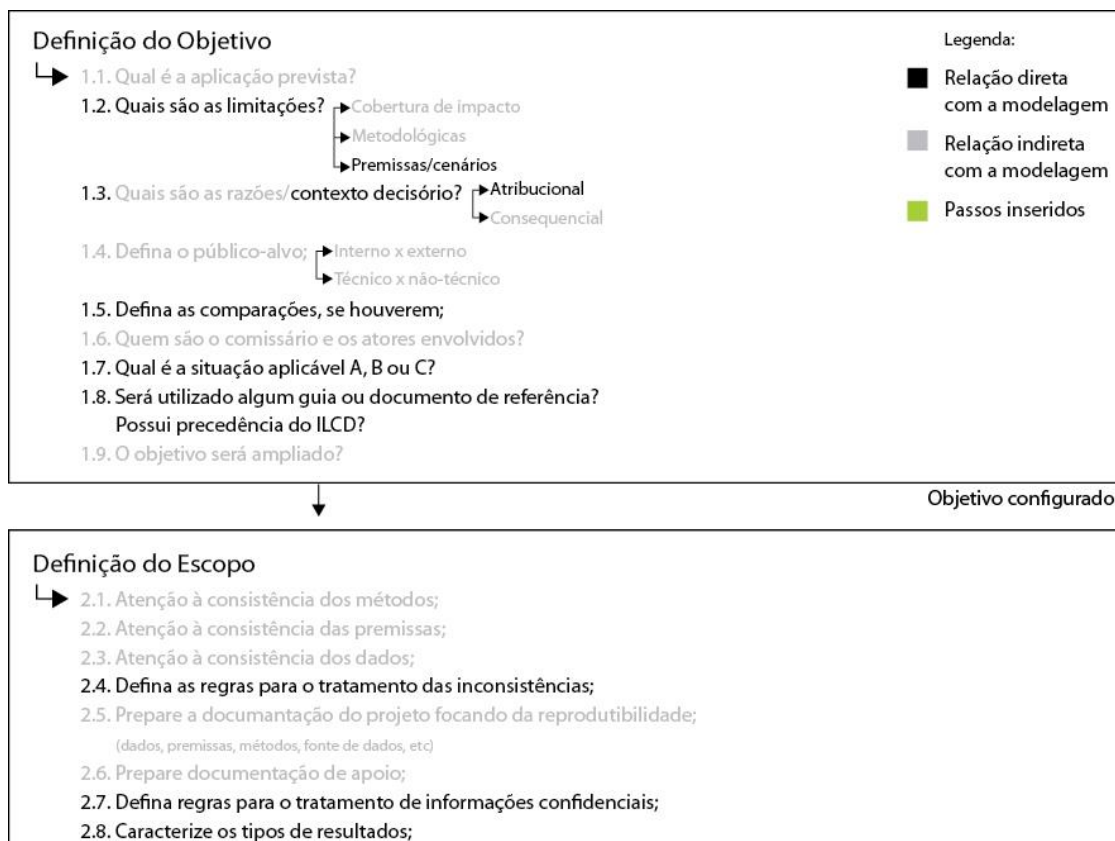 Definição do Objetivo
1.1. Qual é a aplicação prevista?
1.2. Quais são as limitações?
Cobertura de impacto
Metodológicas
Premissas/cenários
1.3. Quais são as razões/contexto decisório?
Atribucional
Consequencial
1.4. Defina o público-alvo;
Interno x externo
Técnico x não-técnico
1.5. Defina as comparações, se houverem;
1.6. Quem são o comissário e os atores envolvidos?
1.7. Qual é a situação aplicável A, B ou C?
1.8. Será utilizado algum guia ou documento de referência?
Possui precedência do ILCD?
1.9. O objetivo será ampliado?
Legenda:
Relação direta
com a modelagem
Relação indireta
com a modelagem
Passos inseridos
Objetivo configurado
Definição do Escopo
2.1. Atenção à consistência dos métodos;
2.2. Atenção à consistência das premissas;
2.3. Atenção à consistência dos dados;
2.4. Defina as regras para o tratamento das inconsistências;
2.5. Prepare a documantação do projeto focando da reprodutibilidade;
(dados, premissas, métodos, fonte de dados, etc)
2.6. Prepare documentação de apoio;
2.7. Defina regras para o tratamento de informações confidenciais;
2.8. Caracterize os tipos de resultados;